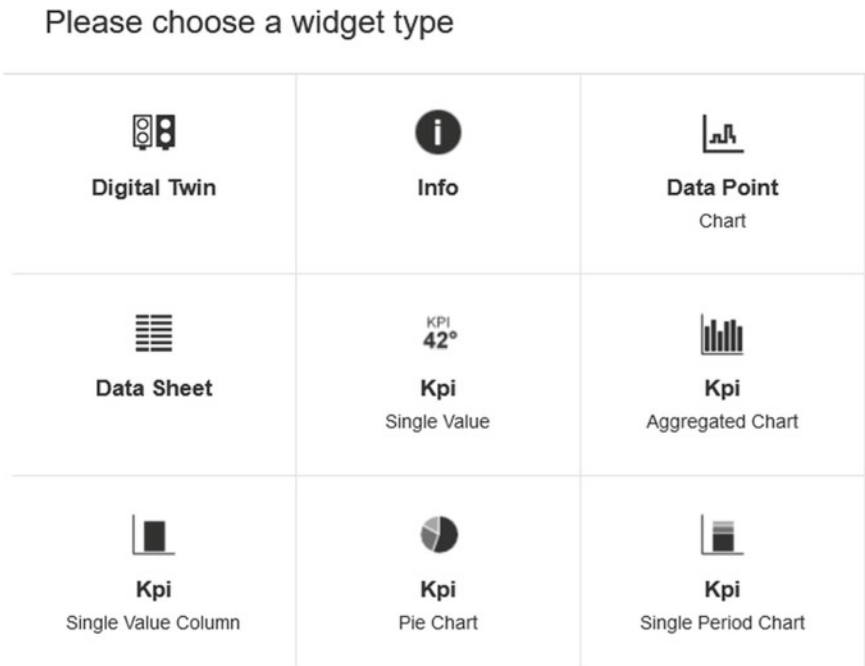 Please choose a widget type
Digital Twin
i
Info
Data Point
Chart
Data Sheet
KPI
42°
Kpi
Single Value
Kpi
Aggregated Chart
Kpi
Single Value Column
Kpi
Pie Chart
Kpi
Single Period Chart